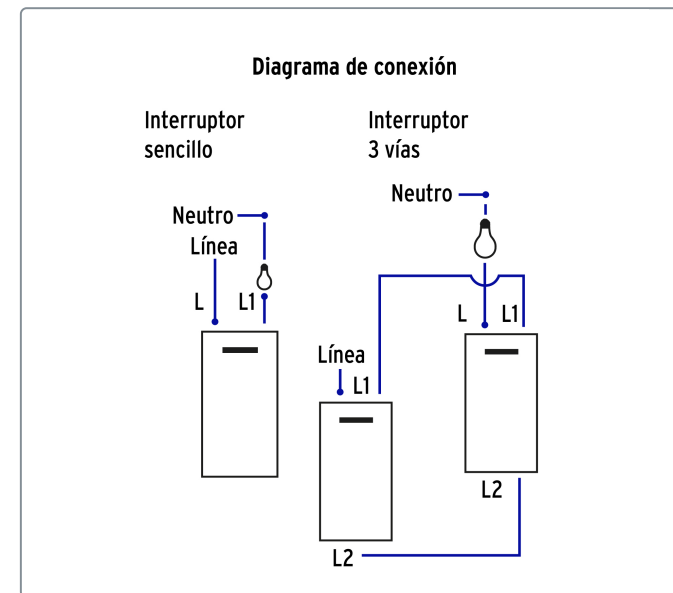 Diagrama de conexión
Interruptor
sencillo
Neutro
Línea
L L1
Interruptor
3 vías
Neutro
L L1
Línea
L1
L2
L2